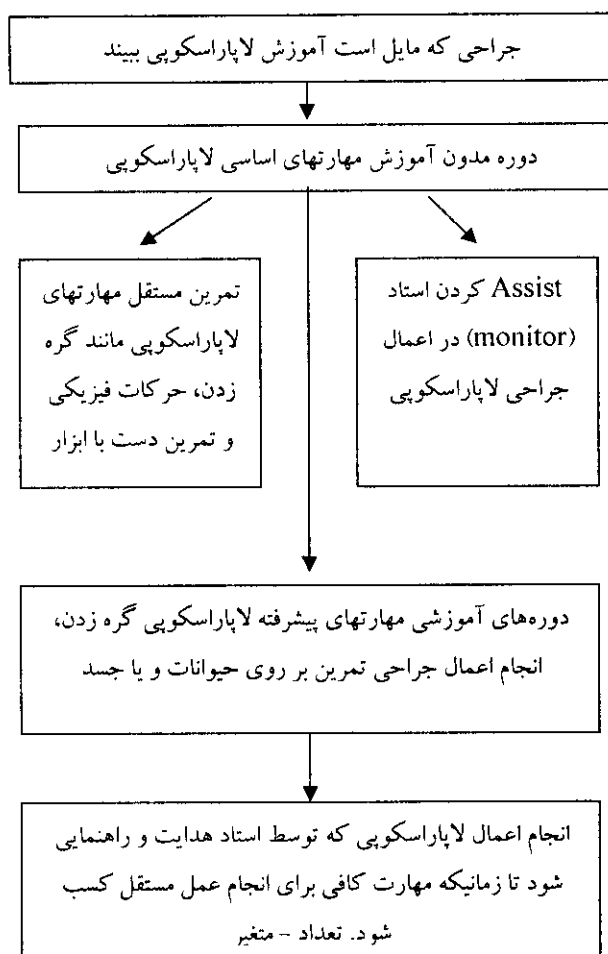 جراحی که مایل است آموزش لاپاراسکوپی ببیند
دوره مدون آموزش مهارتهای اساسی لاپاراسکوپی
Assist کردن استاد
(monitor) در اعمال
جراحی لاپاراسکوپی
تمرین مستقل مهارتهای
لاپاراسکوپی مانند گره
زدن، حرکات فیزیکی
و تمرین دست با ابزار
دوره‌های آموزشی مهارتهای پیشرفته لاپاراسکوپی گره زدن،
انجام اعمال جراحی تمرین بر روی حیوانات و یا جسد
انجام اعمال لاپاراسکوپی که توسط استاد هدایت و راهنمایی
شود تا زمانیکه مهارت کافی برای انجام عمل مستقل کسب
شود. تعداد - متغیر